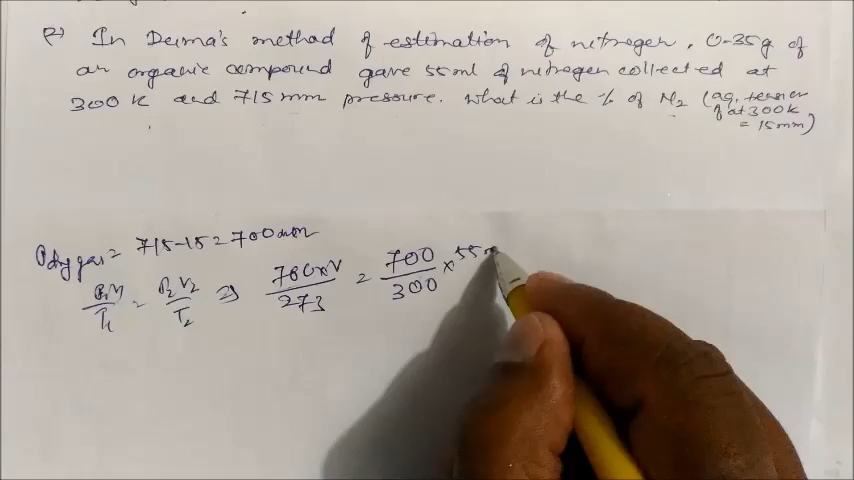 Q) In Duma's method of estimation of nitrogen, 0.35g of
an organic compound gave 55ml of nitrogen collected at
300 K and 715 mm pressure. What is the % of N2 (aq. tension
at 300K
= 15mm)
Pdry gas = 715-15 = 700mm
P1V1/T1 = P2V2/T2 ⇒ 760xV/273 = 700/300 x 55m